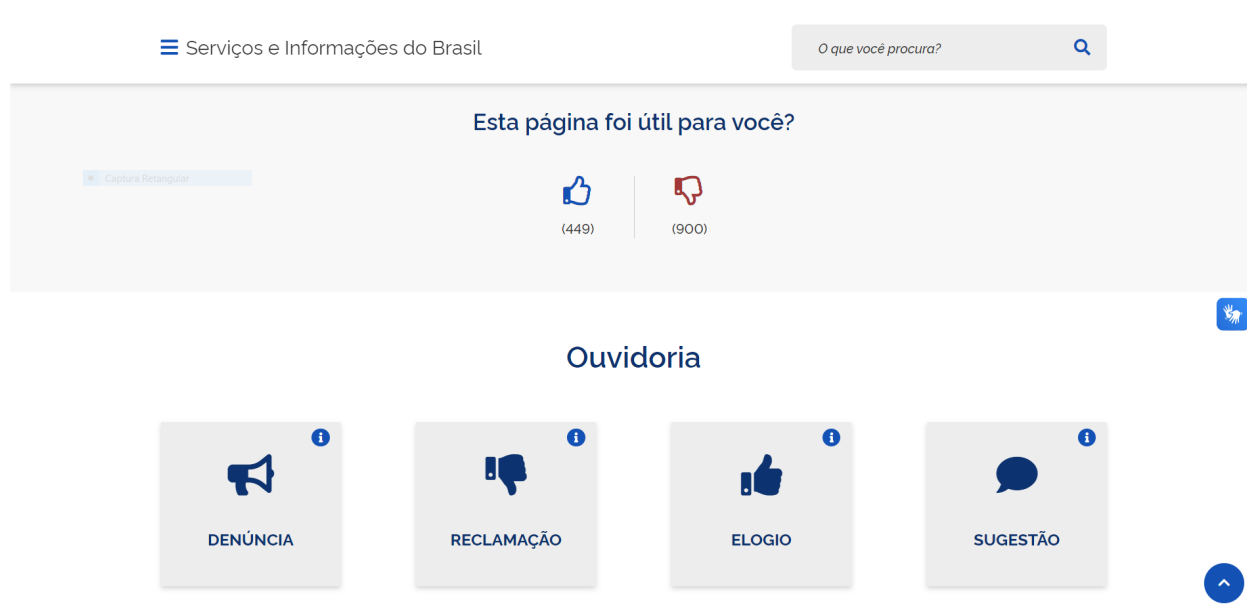 Serviços e Informações do Brasil
O que você procura?
Esta página foi útil para você?
Captura Retangular
(449)
(900)
Ouvidoria
DENÚNCIA
RECLAMAÇÃO
ELOGIO
SUGESTÃO